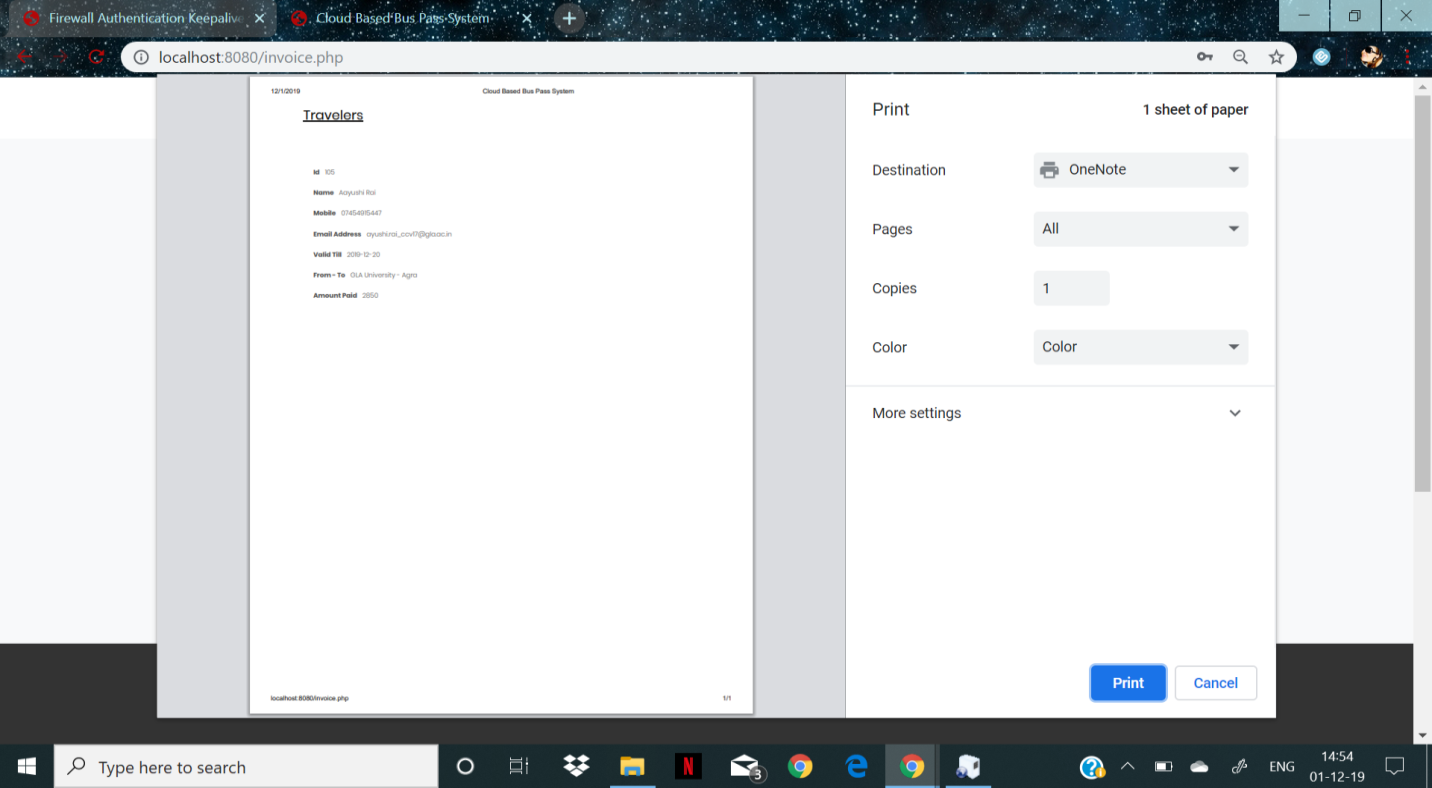 Firewall Authentication Keepaliv
Cloud Based Bus Pass System
localhost:8080/invoice.php
12/1/2019 Cloud Based Bus Pass System
Travelers
Id 105
Name Aayushi Rai
Mobile 07454915447
Email Address ayushi.rai_ccv17@gla.ac.in
Valid Till 2019-12-20
From - To GLA University - Agra
Amount Paid 2850
localhost:8080/invoice.php 1/1
Print 1 sheet of paper
Destination OneNote
Pages All
Copies 1
Color Color
More settings
Print Cancel
Type here to search
N
3
ENG
14:54
01-12-19